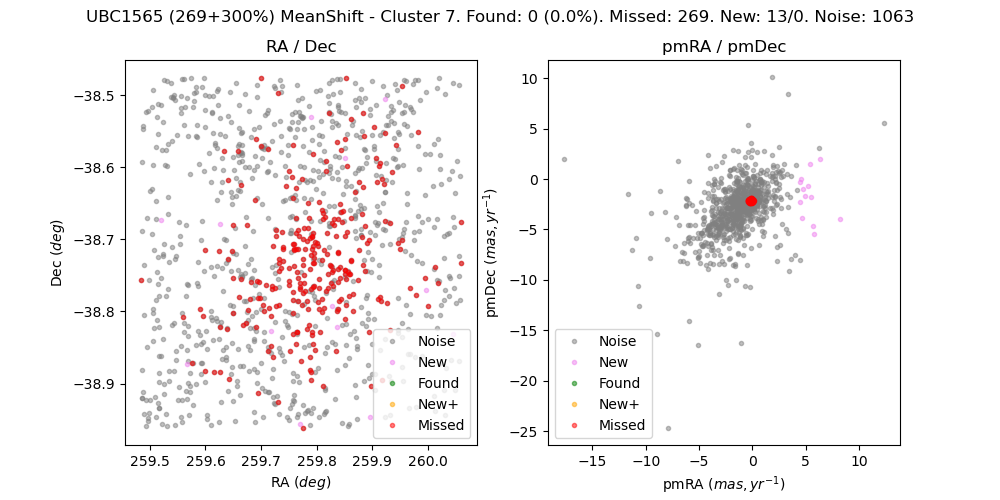 UBC1565 (269+300%) MeanShift - Cluster 7. Found: 0 (0.0%). Missed: 269. New: 13/0. Noise: 1063
RA / Dec
−38.5
−38.6
−38.7
−38.8
−38.9
Dec (deg)
259.5 259.6 259.7 259.8 259.9 260.0
RA (deg)
Noise
New
Found
New+
Missed
pmRA / pmDec
10
5
0
−5
−10
−15
−20
−25
pmDec (mas, yr⁻¹)
−15 −10 −5 0 5 10
pmRA (mas, yr⁻¹)
Noise
New
Found
New+
Missed